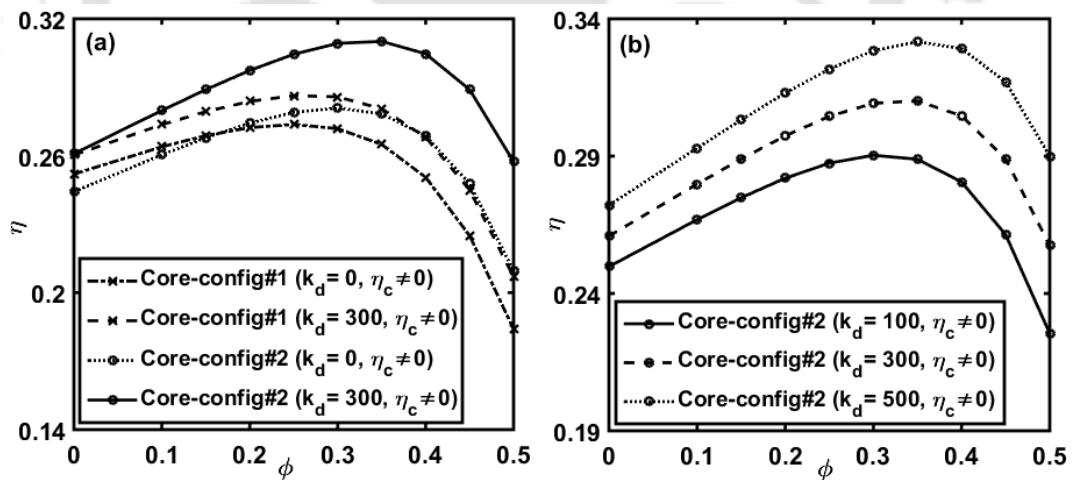 (a)
0.32
0.26
0.2
0.14
η
Core-config#1 (k_d= 0, η_c≠0)
Core-config#1 (k_d= 300, η_c≠0)
Core-config#2 (k_d= 0, η_c≠0)
Core-config#2 (k_d= 300, η_c≠0)
0 0.1 0.2 0.3 0.4 0.5
ϕ
(b)
0.34
0.29
0.24
0.19
η
Core-config#2 (k_d= 100, η_c≠0)
Core-config#2 (k_d= 300, η_c≠0)
Core-config#2 (k_d= 500, η_c≠0)
0 0.1 0.2 0.3 0.4 0.5
ϕ